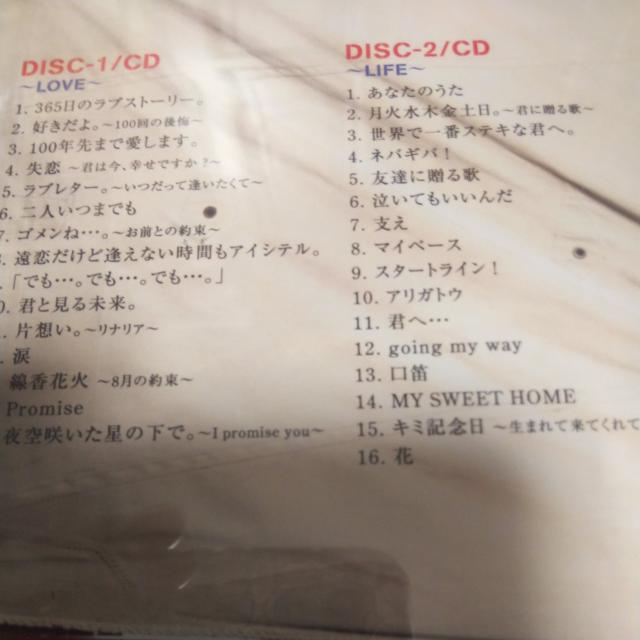 DISC-1/CD
~LOVE~
1. 365日のラブストーリー。
2. 好きだよ。~100回の後悔~
3. 100年先まで愛します。
4. 失恋 ~君は今、幸せですか?~
5. ラブレター。~いつだって逢いたくて~
6. 二人いつまでも
7. ゴメンね…。~お前との約束~
. 遠恋だけど逢えない時間もアイシテル。
. 「でも…。でも…。でも…。」
0. 君と見る未来。
. 片想い。~リナリア~
. 涙
線香花火 ~8月の約束~
Promise
夜空咲いた星の下で。~I promise you~
DISC-2/CD
~LIFE~
1. あなたのうた
2. 月火水木金土日。~君に贈る歌~
3. 世界で一番ステキな君へ。
4. ネバギバ!
5. 友達に贈る歌
6. 泣いてもいいんだ
7. 支え
8. マイペース
9. スタートライン!
10. アリガトウ
11. 君へ…
12. going my way
13. 口笛
14. MY SWEET HOME
15. キミ記念日 ~生まれて来てくれて
16. 花